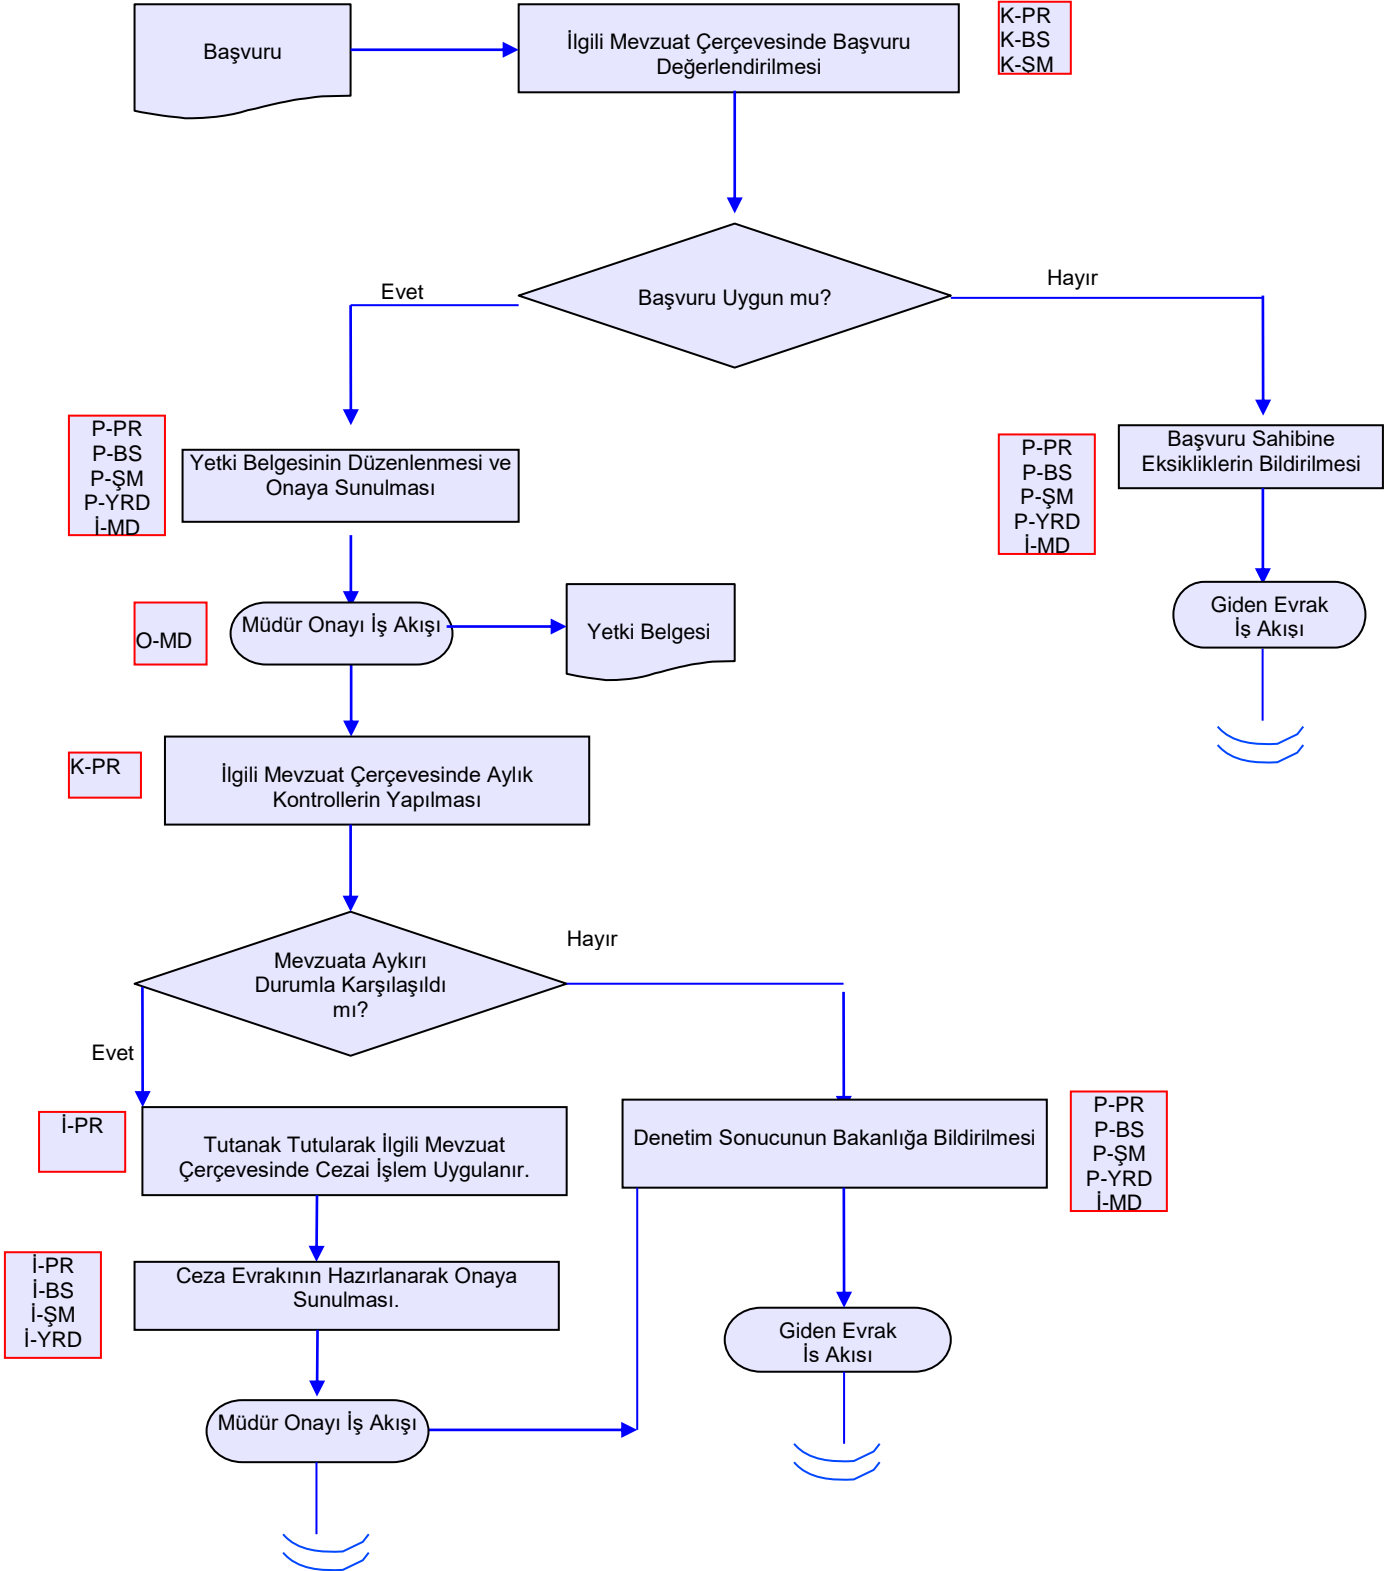 Başvuru
İlgili Mevzuat Çerçevesinde Başvuru
Değerlendirilmesi
K-PR
K-BS
K-ŞM
Başvuru Uygun mu?
Evet
Hayır
P-PR
P-BS
P-ŞM
P-YRD
İ-MD
Yetki Belgesinin Düzenlenmesi ve
Onaya Sunulması
P-PR
P-BS
P-ŞM
P-YRD
İ-MD
Başvuru Sahibine
Eksikliklerin Bildirilmesi
O-MD
Müdür Onayı İş Akışı
Yetki Belgesi
Giden Evrak
İş Akışı
K-PR
İlgili Mevzuat Çerçevesinde Aylık
Kontrollerin Yapılması
Mevzuata Aykırı
Durumla Karşılaşıldı
mı?
Hayır
Evet
İ-PR
Tutanak Tutularak İlgili Mevzuat
Çerçevesinde Cezai İşlem Uygulanır.
Denetim Sonucunun Bakanlığa Bildirilmesi
P-PR
P-BS
P-ŞM
P-YRD
İ-MD
İ-PR
İ-BS
İ-ŞM
İ-YRD
Ceza Evrakının Hazırlanarak Onaya
Sunulması.
Giden Evrak
İs Akısı
Müdür Onayı İş Akışı